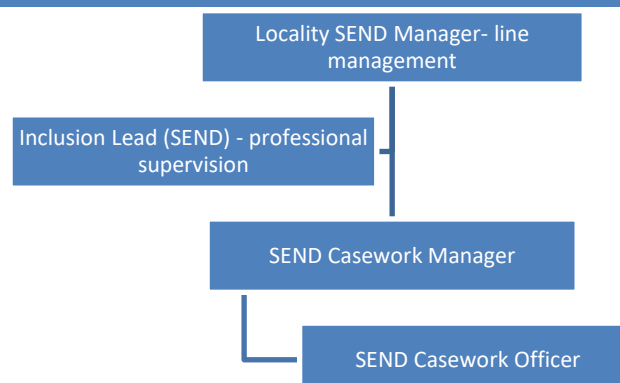 Locality SEND Manager- line
management
Inclusion Lead (SEND) - professional
supervision
SEND Casework Manager
SEND Casework Officer